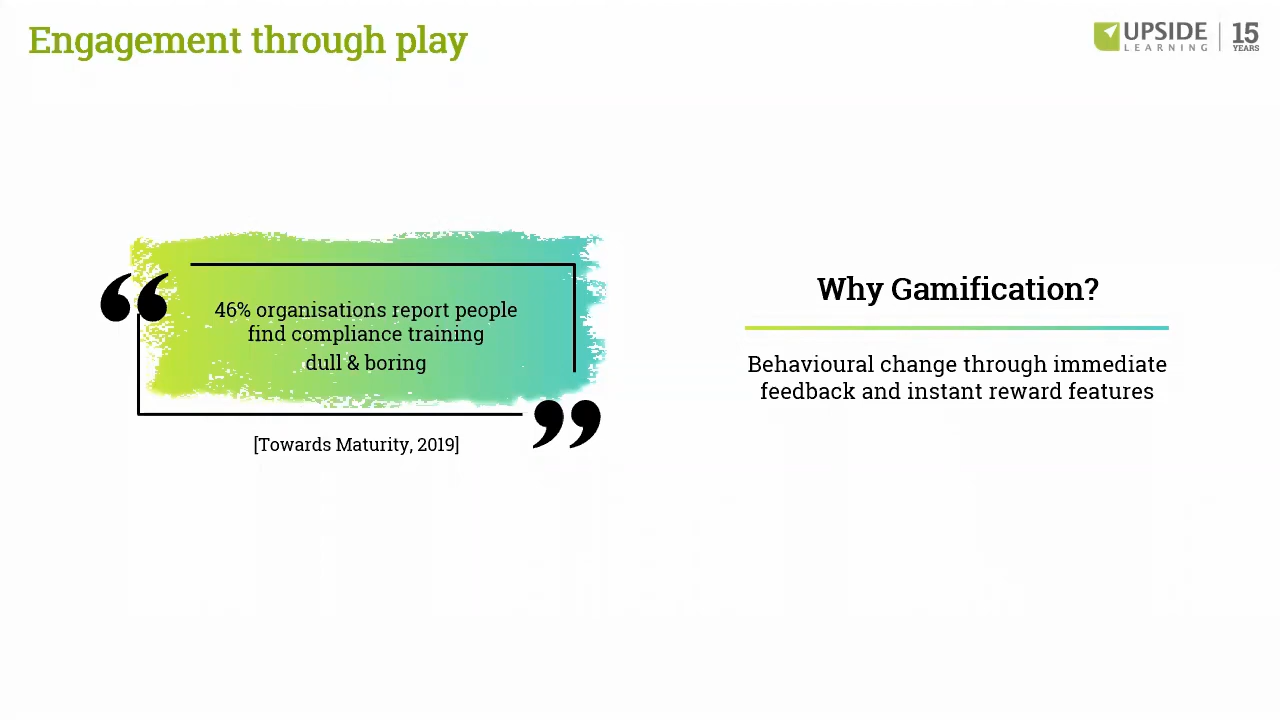 Engagement through play
UPSIDE
LEARNING
15
YEARS
46% organisations report people
find compliance training
dull & boring
[Towards Maturity, 2019]
Why Gamification?
Behavioural change through immediate
feedback and instant reward features